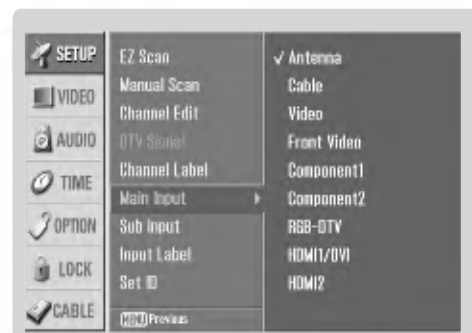 SETUP
VIDEO
AUDIO
TIME
OPTION
LOCK
CABLE
EZ Scan
Manual Scan
Channel Edit
DTV Signal
Channel Label
Main Input
Sub Input
Input Label
Set ID
MENU Previous
✓ Antenna
Cable
Video
Front Video
Component1
Component2
RGB-DTV
HDMI1/DVI
HDMI2